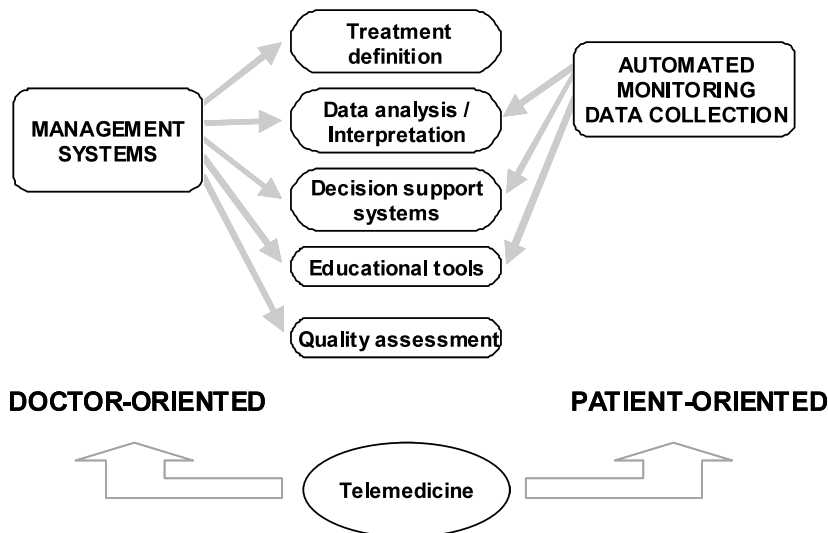 Treatment
definition
AUTOMATED
MONITORING
DATA COLLECTION
MANAGEMENT
SYSTEMS
Data analysis /
Interpretation
Decision support
systems
Educational tools
Quality assessment
DOCTOR-ORIENTED
PATIENT-ORIENTED
Telemedicine